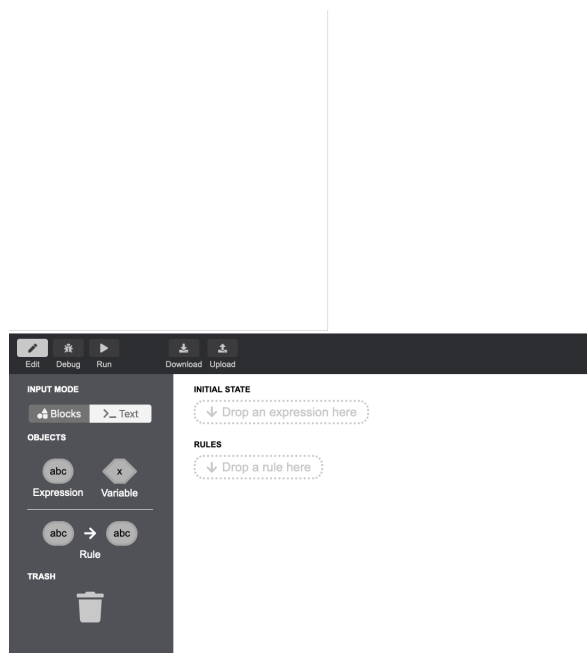 Edit Debug Run Download Upload
INPUT MODE
Blocks >_ Text
OBJECTS
abc x
Expression Variable
abc → abc
Rule
TRASH
INITIAL STATE
↓ Drop an expression here
RULES
↓ Drop a rule here